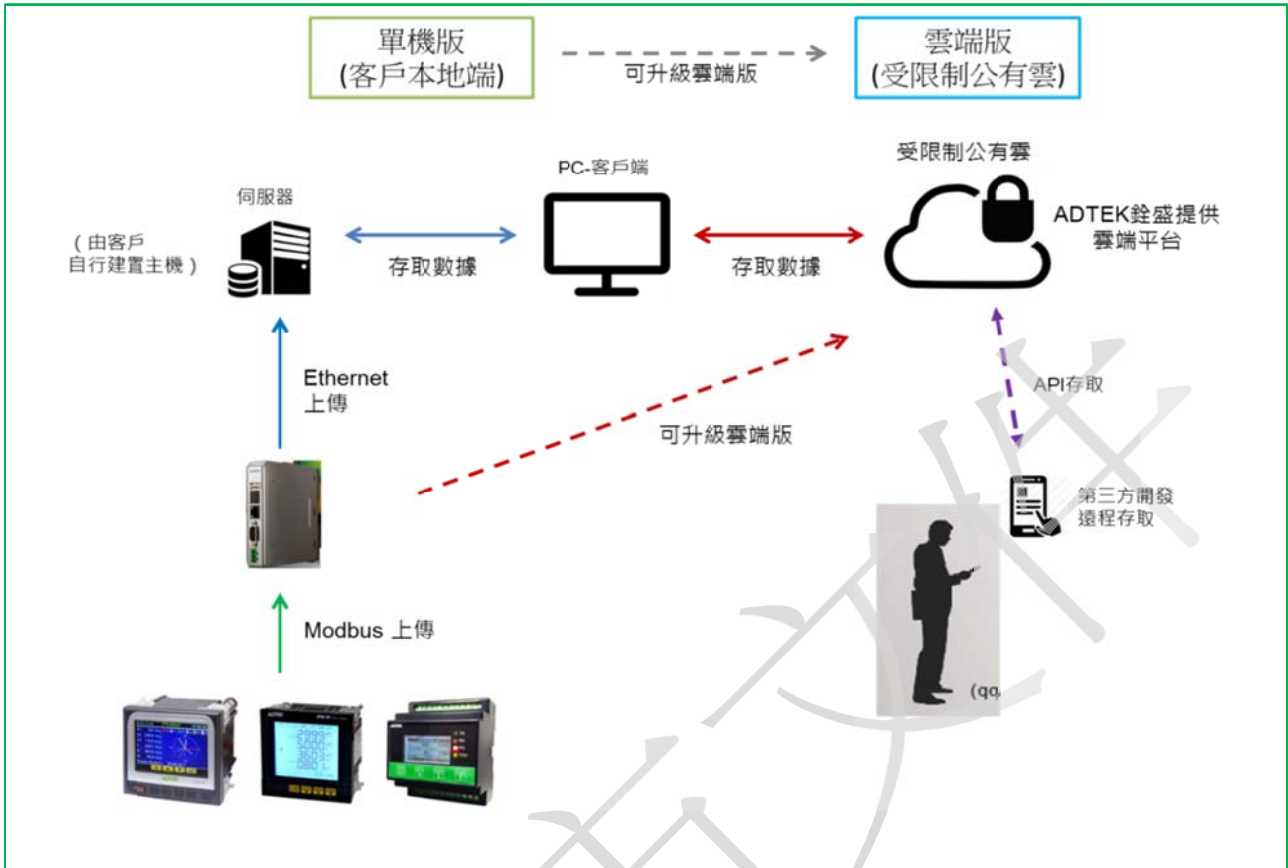 單機版
(客戶本地端)
可升級雲端版
雲端版
(受限制公有雲)
伺服器
(由客戶
自行建置主機)
存取數據
PC-客戶端
存取數據
受限制公有雲
ADTEK銓盛提供
雲端平台
Ethernet
上傳
可升級雲端版
API存取
第三方開發
遠程存取
Modbus 上傳
(qq.